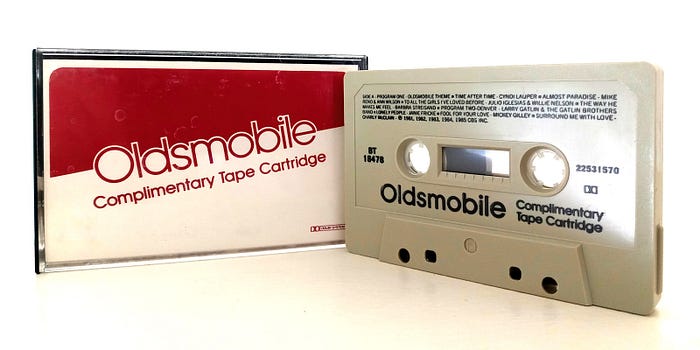 Oldsmobile
Complimentary Tape Cartridge
SIDE A - PROGRAM ONE - OLDSMOBILE THEME ■ TIME AFTER TIME - CYNDI LAUPER ■ ALMOST PARADISE - MIKE
RENO & ANN WILSON ■ TO ALL THE GIRLS I'VE LOVED BEFORE - JULIO IGLESIAS & WILLIE NELSON ■ THE WAY HE
MAKES ME FEEL - BARBRA STREISAND ■ PROGRAM TWO-DENVER - LARRY GATLIN & THE GATLIN BROTHERS
BAND ■ LONELY PEOPLE - JANIE FRICKE ■ FOOL FOR YOUR LOVE - MICKEY GILLEY ■ SURROUND ME WITH LOVE -
CHARLY McCLAIN - © 1981, 1982, 1983, 1984, 1985 CBS INC.
BT
18478
22531570
Oldsmobile
Complimentary
Tape Cartridge